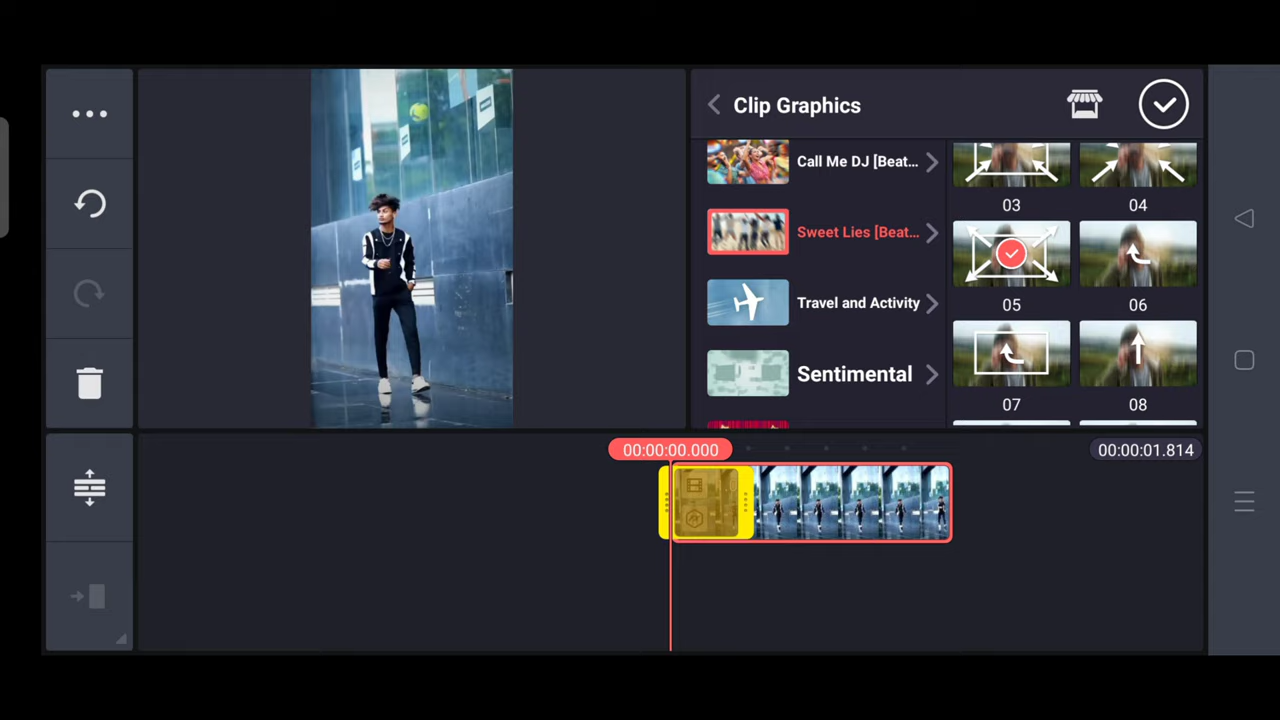 Clip Graphics
Call Me DJ [Beat...
Sweet Lies [Beat...
Travel and Activity
Sentimental
03
04
05
06
07
08
00:00:00.000
00:00:01.814